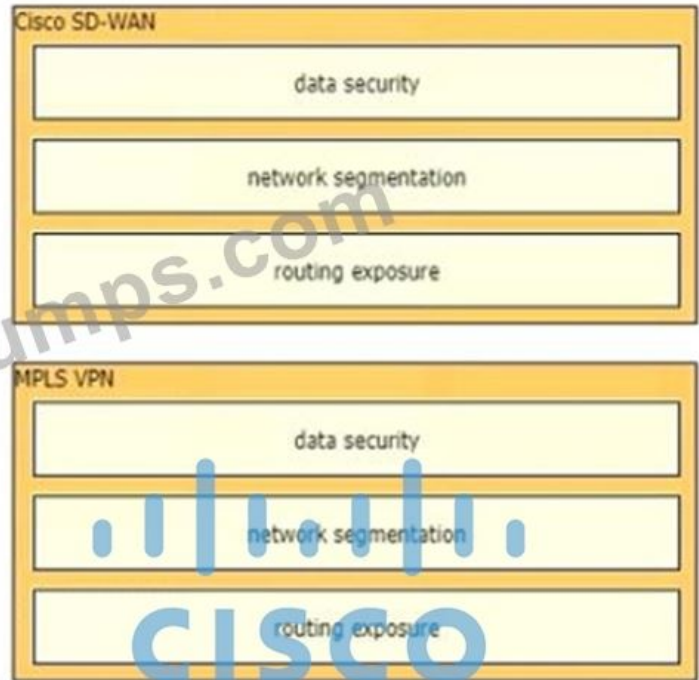 Cisco SD-WAN
data security
network segmentation
routing exposure
umps.com
MPLS VPN
data security
network segmentation
routing exposure
CISCO